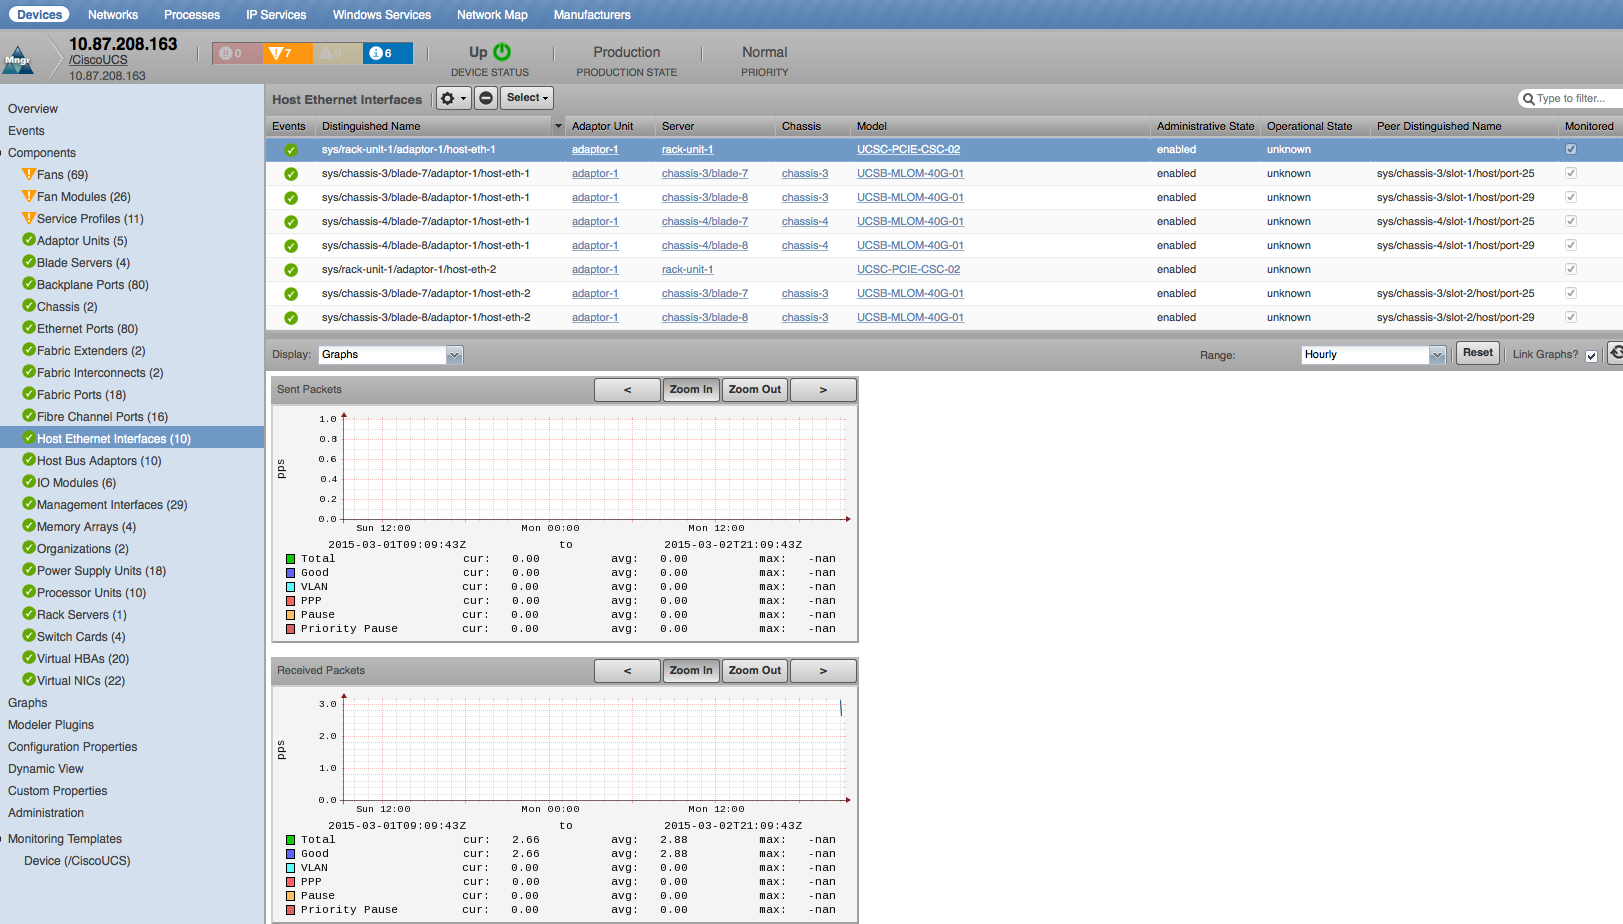 Devices Networks Processes IP Services Windows Services Network Map Manufacturers
Mngr
10.87.208.163
/CiscoUCS
10.87.208.163
0 7 0 6
Up
DEVICE STATUS
Production
PRODUCTION STATE
Normal
PRIORITY
Overview
Events
Components
Fans (69)
Fan Modules (26)
Service Profiles (11)
Adaptor Units (5)
Blade Servers (4)
Backplane Ports (80)
Chassis (2)
Ethernet Ports (80)
Fabric Extenders (2)
Fabric Interconnects (2)
Fabric Ports (18)
Fibre Channel Ports (16)
Host Ethernet Interfaces (10)
Host Bus Adaptors (10)
IO Modules (6)
Management Interfaces (29)
Memory Arrays (4)
Organizations (2)
Power Supply Units (18)
Processor Units (10)
Rack Servers (1)
Switch Cards (4)
Virtual HBAs (20)
Virtual NICs (22)
Graphs
Modeler Plugins
Configuration Properties
Dynamic View
Custom Properties
Administration
Monitoring Templates
Device (/CiscoUCS)
Host Ethernet Interfaces Select Type to filter...
Events Distinguished Name Adaptor Unit Server Chassis Model Administrative State Operational State Peer Distinguished Name Monitored
sys/rack-unit-1/adaptor-1/host-eth-1 adaptor-1 rack-unit-1 UCSC-PCIE-CSC-02 enabled unknown
sys/chassis-3/blade-7/adaptor-1/host-eth-1 adaptor-1 chassis-3/blade-7 chassis-3 UCSB-MLOM-40G-01 enabled unknown sys/chassis-3/slot-1/host/port-25
sys/chassis-3/blade-8/adaptor-1/host-eth-1 adaptor-1 chassis-3/blade-8 chassis-3 UCSB-MLOM-40G-01 enabled unknown sys/chassis-3/slot-1/host/port-29
sys/chassis-4/blade-7/adaptor-1/host-eth-1 adaptor-1 chassis-4/blade-7 chassis-4 UCSB-MLOM-40G-01 enabled unknown sys/chassis-4/slot-1/host/port-25
sys/chassis-4/blade-8/adaptor-1/host-eth-1 adaptor-1 chassis-4/blade-8 chassis-4 UCSB-MLOM-40G-01 enabled unknown sys/chassis-4/slot-1/host/port-29
sys/rack-unit-1/adaptor-1/host-eth-2 adaptor-1 rack-unit-1 UCSC-PCIE-CSC-02 enabled unknown
sys/chassis-3/blade-7/adaptor-1/host-eth-2 adaptor-1 chassis-3/blade-7 chassis-3 UCSB-MLOM-40G-01 enabled unknown sys/chassis-3/slot-2/host/port-25
sys/chassis-3/blade-8/adaptor-1/host-eth-2 adaptor-1 chassis-3/blade-8 chassis-3 UCSB-MLOM-40G-01 enabled unknown sys/chassis-3/slot-2/host/port-29
Display: Graphs Range: Hourly Reset Link Graphs?
Sent Packets < Zoom In Zoom Out >
1.0
0.8
0.6
0.4
0.2
0.0
pps
Sun 12:00 Mon 00:00 Mon 12:00
2015-03-01T09:09:43Z to 2015-03-02T21:09:43Z
Total cur: 0.00 avg: 0.00 max: -nan
Good cur: 0.00 avg: 0.00 max: -nan
VLAN cur: 0.00 avg: 0.00 max: -nan
PPP cur: 0.00 avg: 0.00 max: -nan
Pause cur: 0.00 avg: 0.00 max: -nan
Priority Pause cur: 0.00 avg: 0.00 max: -nan
Received Packets < Zoom In Zoom Out >
3.0
2.0
1.0
0.0
pps
Sun 12:00 Mon 00:00 Mon 12:00
2015-03-01T09:09:43Z to 2015-03-02T21:09:43Z
Total cur: 2.66 avg: 2.88 max: -nan
Good cur: 2.66 avg: 2.88 max: -nan
VLAN cur: 0.00 avg: 0.00 max: -nan
PPP cur: 0.00 avg: 0.00 max: -nan
Pause cur: 0.00 avg: 0.00 max: -nan
Priority Pause cur: 0.00 avg: 0.00 max: -nan